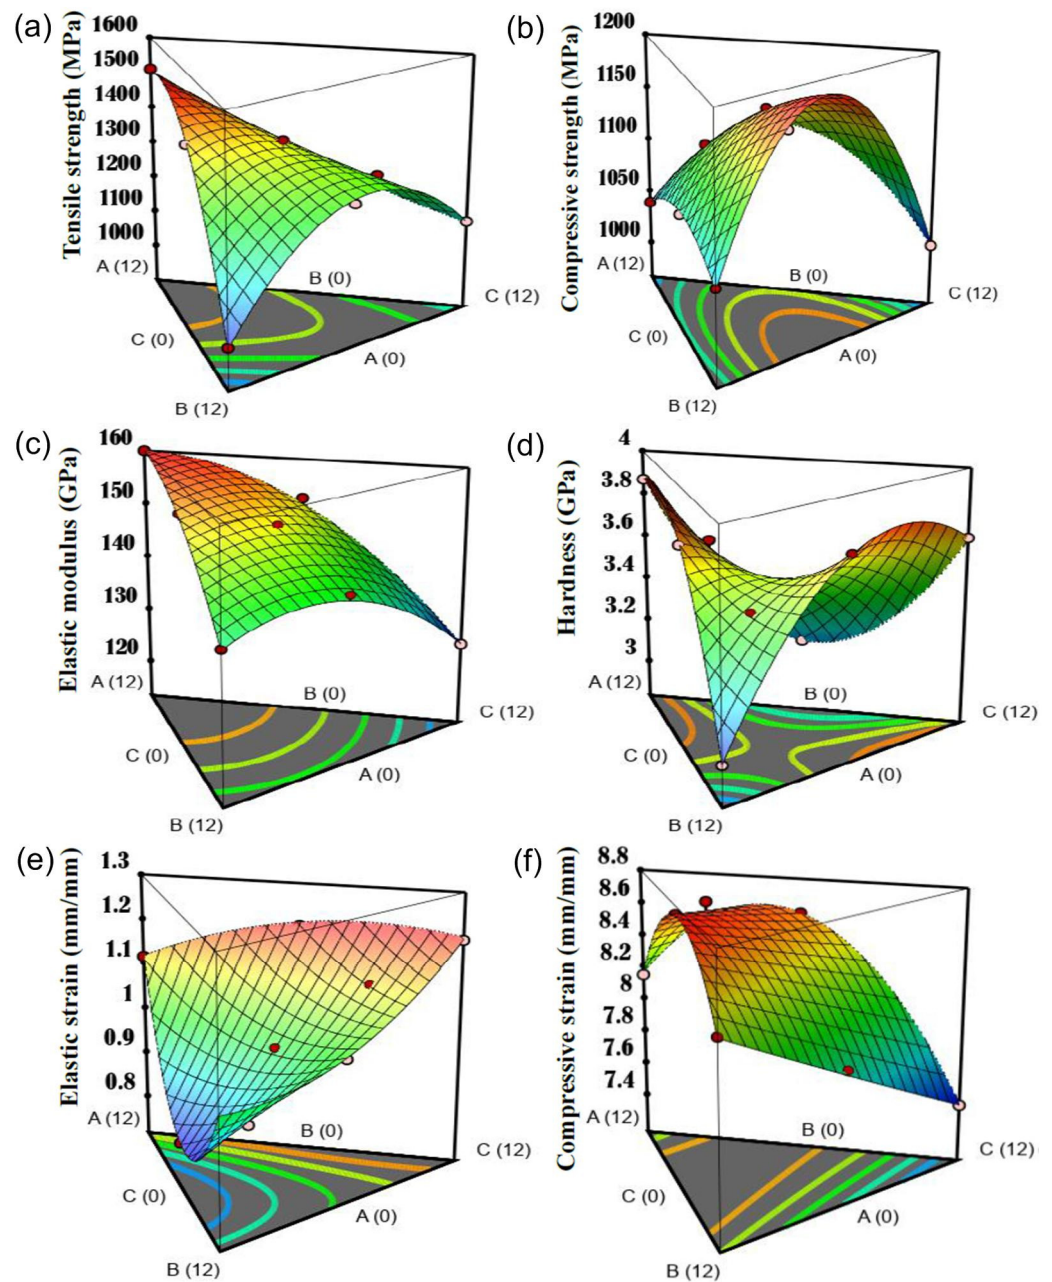 (a)
Tensile strength (MPa)
1600
1500
1400
1300
1200
1100
1000
A (12)
B (0)
C (12)
C (0)
A (0)
B (12)
(b)
Compressive strength (MPa)
1200
1150
1100
1050
1000
A (12)
B (0)
C (12)
C (0)
A (0)
B (12)
(c)
Elastic modulus (GPa)
160
150
140
130
120
A (12)
B (0)
C (12)
C (0)
A (0)
B (12)
(d)
Hardness (GPa)
4
3.8
3.6
3.4
3.2
3
A (12)
B (0)
C (12)
C (0)
A (0)
B (12)
(e)
Elastic strain (mm/mm)
1.3
1.2
1.1
1
0.9
0.8
A (12)
B (0)
C (12)
C (0)
A (0)
B (12)
(f)
Compressive strain (mm/mm)
8.8
8.6
8.4
8.2
8
7.8
7.6
7.4
A (12)
B (0)
C (12)
C (0)
A (0)
B (12)